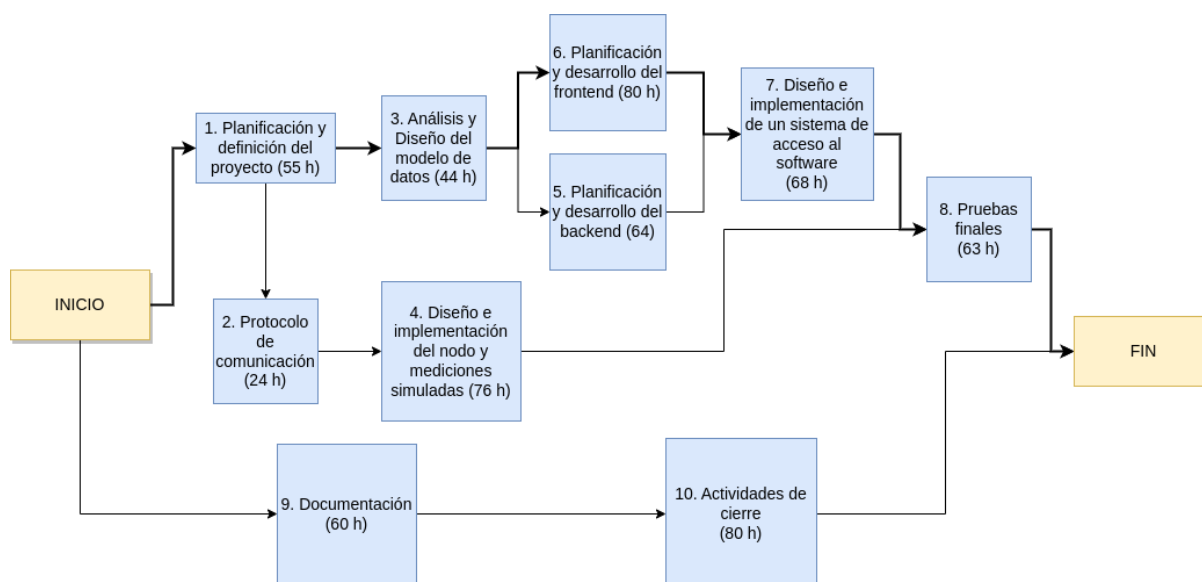 6. Planificación
y desarrollo del
frontend (80 h)
7. Diseño e
implementación
de un sistema de
acceso al
software
(68 h)
1. Planificación y
definición del
proyecto (55 h)
3. Análisis y
Diseño del
modelo de
datos (44 h)
5. Planificación
y desarrollo del
backend (64)
8. Pruebas
finales
(63 h)
INICIO
2. Protocolo
de
comunicación
(24 h)
4. Diseño e
implementación
del nodo y
mediciones
simuladas (76 h)
FIN
9. Documentación
(60 h)
10. Actividades de
cierre
(80 h)